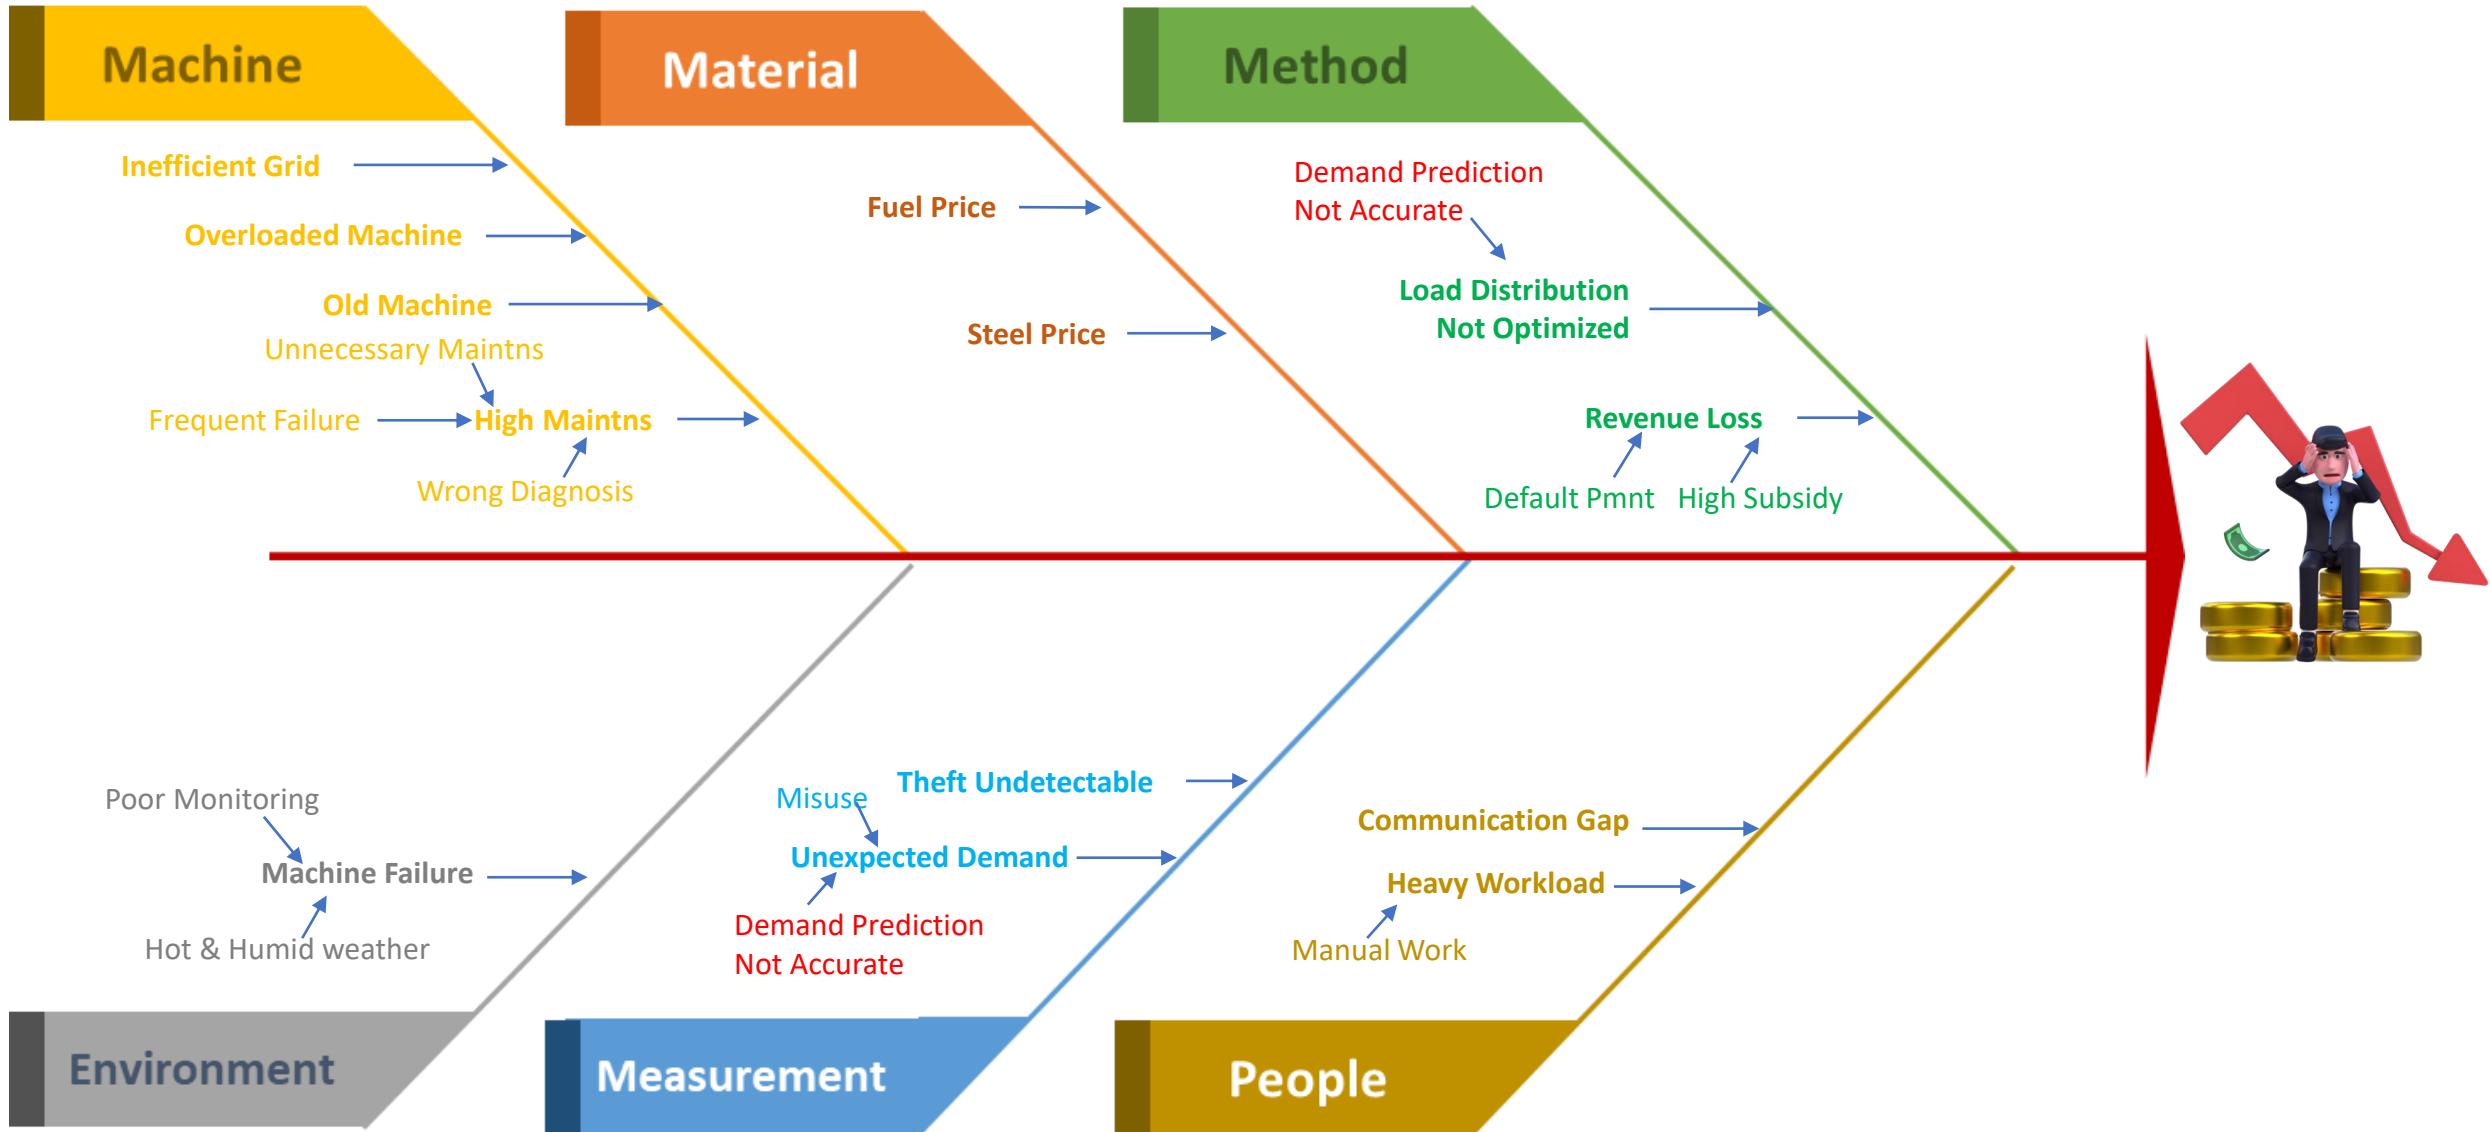 Machine
Material
Method
Inefficient Grid
Overloaded Machine
Old Machine
Unnecessary Maintns
Frequent Failure
High Maintns
Wrong Diagnosis
Fuel Price
Steel Price
Demand Prediction
Not Accurate
Load Distribution
Not Optimized
Revenue Loss
Default Pmnt
High Subsidy
Poor Monitoring
Machine Failure
Hot & Humid weather
Theft Undetectable
Misuse
Unexpected Demand
Demand Prediction
Not Accurate
Communication Gap
Heavy Workload
Manual Work
Environment
Measurement
People